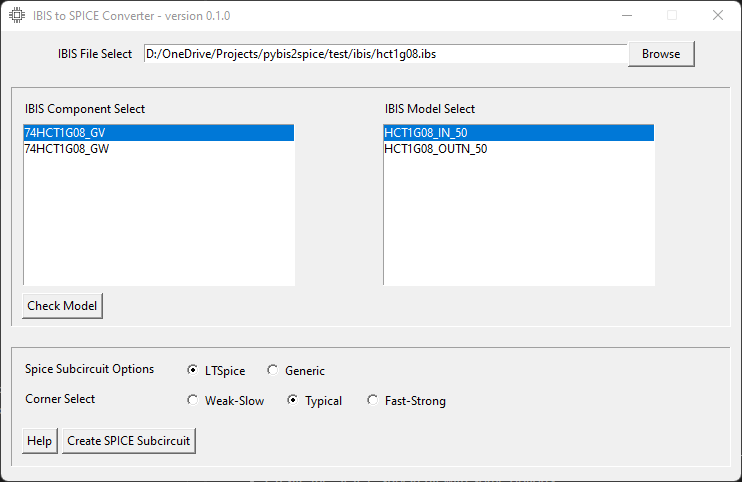 IBIS to SPICE Converter - version 0.1.0
IBIS File Select D:/OneDrive/Projects/pybis2spice/test/ibis/hct1g08.ibs Browse
IBIS Component Select IBIS Model Select
74HCT1G08_GV HCT1G08_IN_50
74HCT1G08_GW HCT1G08_OUTN_50
Check Model
Spice Subcircuit Options LTSpice Generic
Corner Select Weak-Slow Typical Fast-Strong
Help Create SPICE Subcircuit